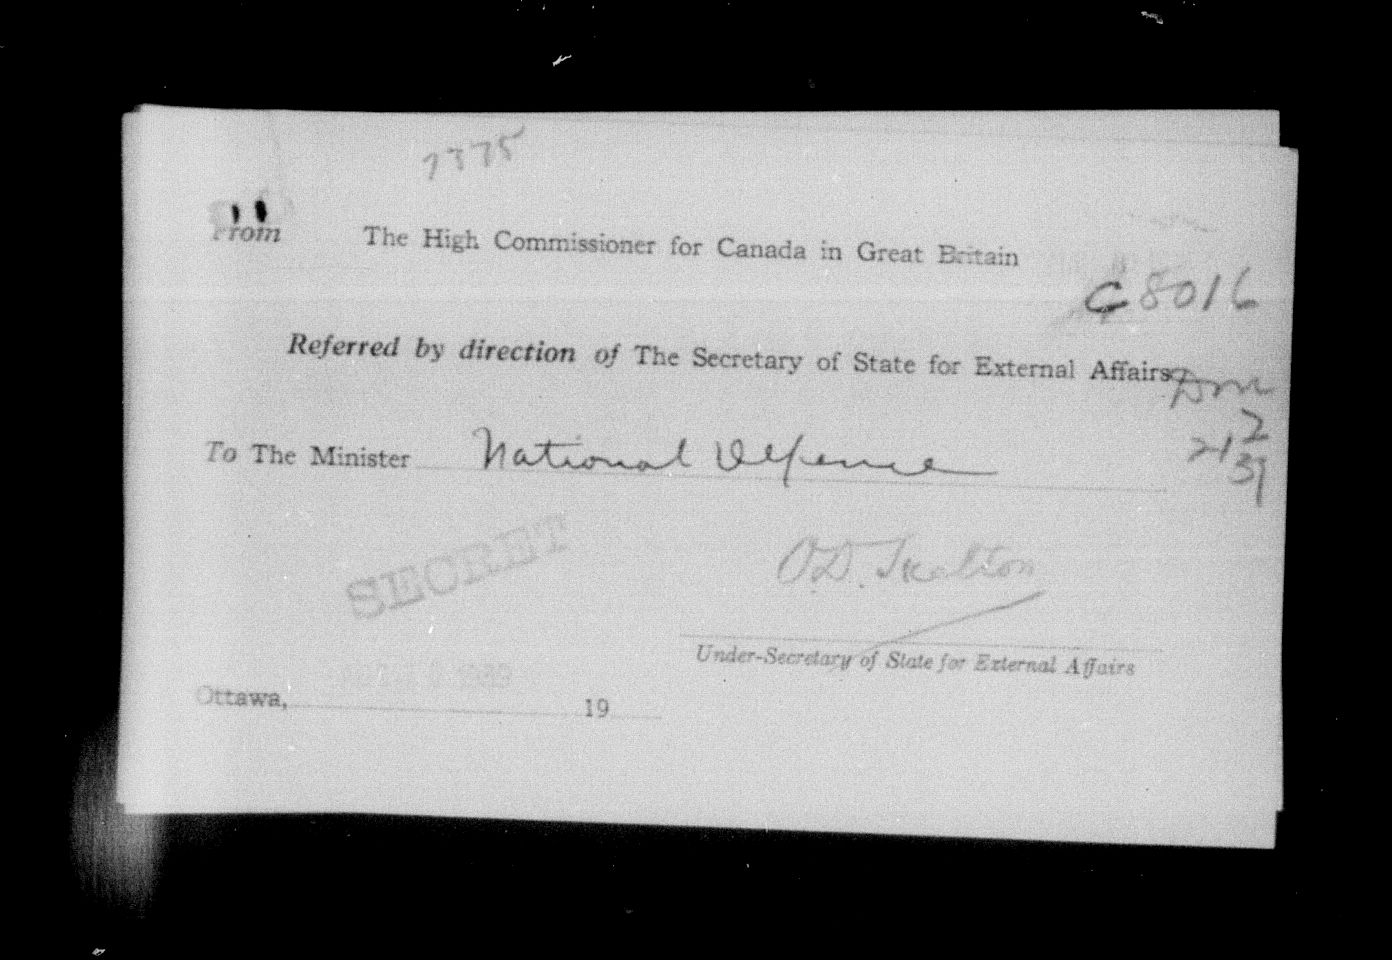 7775
From The High Commissioner for Canada in Great Britain
C 8016
Referred by direction of The Secretary of State for External Affairs
To The Minister National Defence
2
21
39
SECRET
O.D. Skelton
Under-Secretary of State for External Affairs
Ottawa, 19